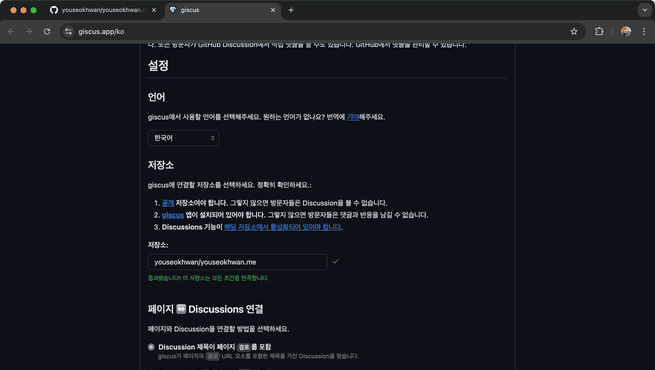 youseokhwan/youseokhwan.m
giscus
giscus.app/ko
다. 또는 방문자가 GitHub Discussion에서 직접 댓글을 달 수도 있습니다. GitHub에서 댓글을 관리할 수 있습니다.
설정
언어
giscus에서 사용할 언어를 선택해주세요. 원하는 언어가 없나요? 번역에 기여해주세요.
한국어
저장소
giscus에 연결할 저장소를 선택하세요. 정확히 확인하세요.:
1. 공개 저장소여야 합니다. 그렇지 않으면 방문자들은 Discussion을 볼 수 없습니다.
2. giscus 앱이 설치되어 있어야 합니다. 그렇지 않으면 방문자들은 댓글과 반응을 남길 수 없습니다.
3. Discussions 기능이 해당 저장소에서 활성화되어 있어야 합니다.
저장소:
youseokhwan/youseokhwan.me
통과했습니다! 이 저장소는 모든 조건을 만족합니다.
페이지 ↔️ Discussions 연결
페이지와 Discussion을 연결할 방법을 선택하세요.
Discussion 제목이 페이지 경로 를 포함
giscus가 페이지의 경로 URL 요소를 포함한 제목을 가진 Discussion을 찾습니다.